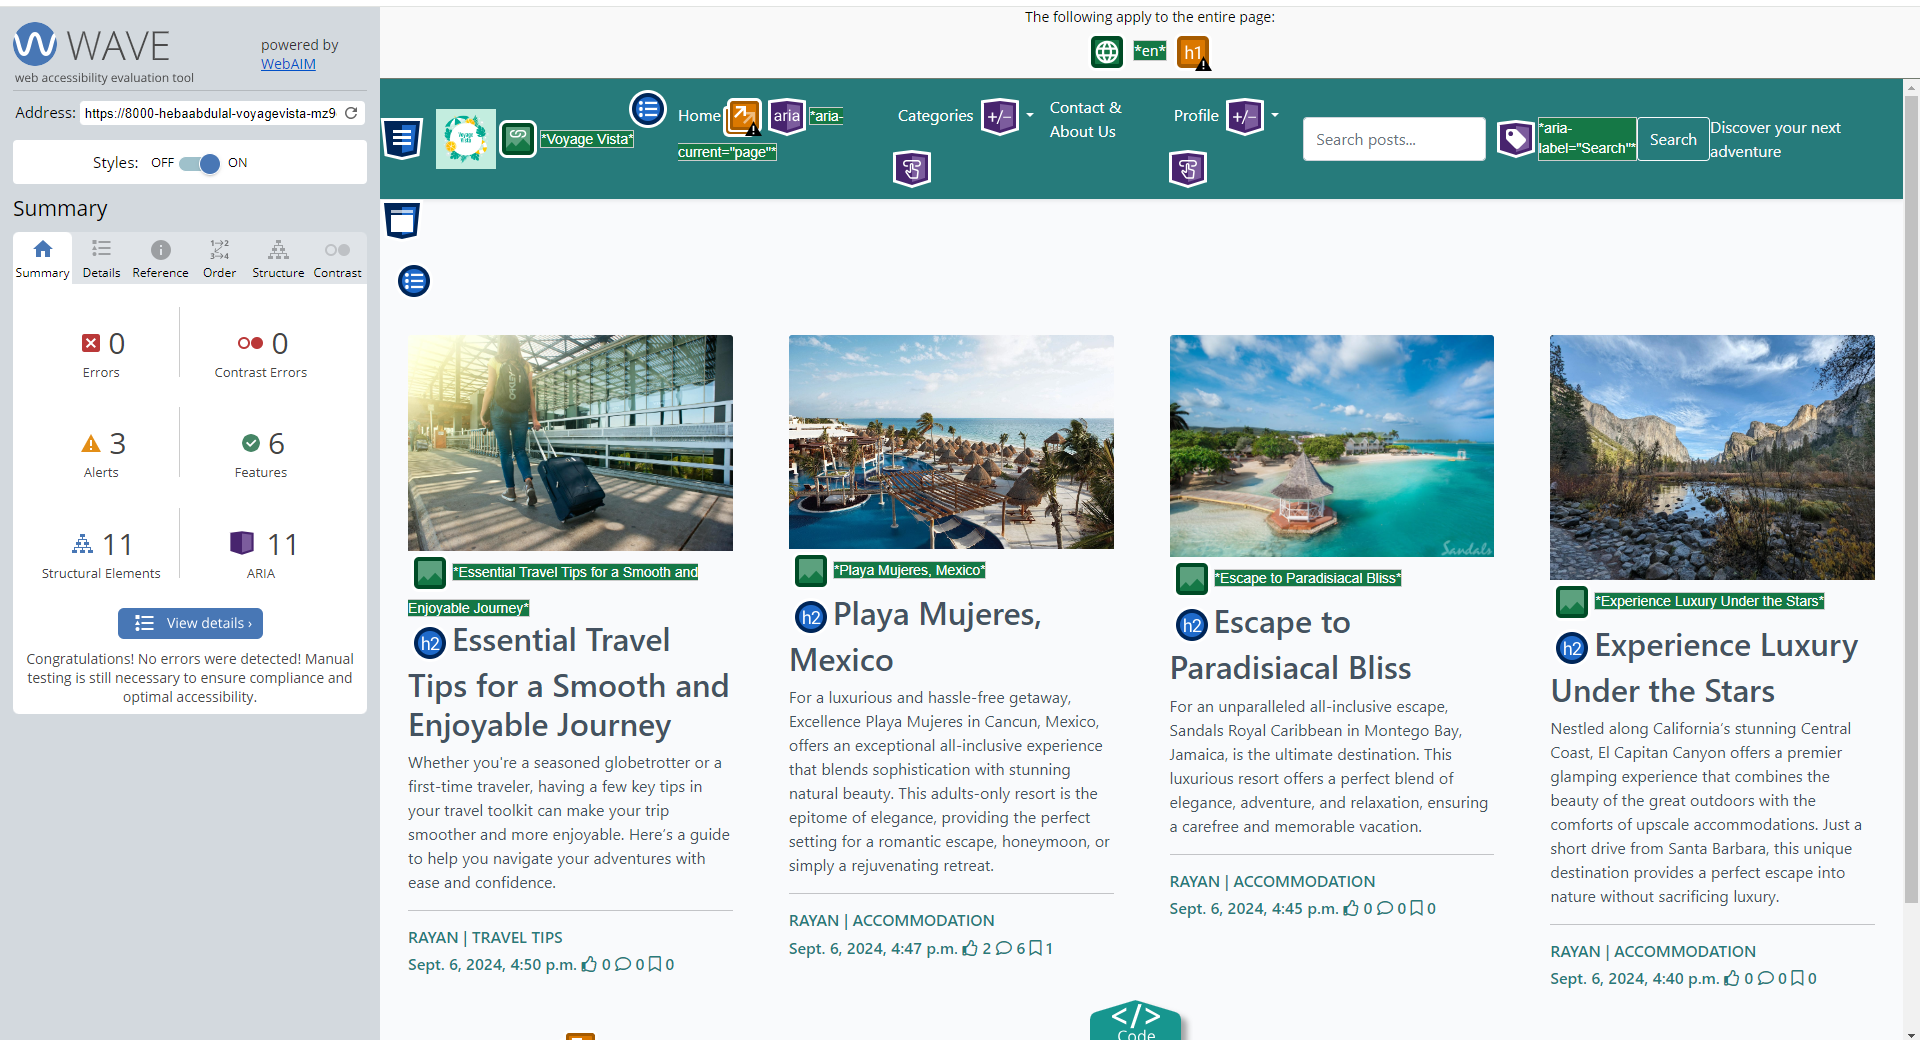 WAVE
web accessibility evaluation tool
powered by
WebAIM
Address: https://8000-hebaabdulal-voyagevista-mz9
Styles: OFF ON
Summary
Summary Details Reference Order Structure Contrast
0 Errors
0 Contrast Errors
3 Alerts
6 Features
11 Structural Elements
11 ARIA
View details ›
Congratulations! No errors were detected! Manual
testing is still necessary to ensure compliance and
optimal accessibility.
The following apply to the entire page:
*en* h1
Voyage Vista
*Voyage Vista*
Home aria *aria-
current="page"*
Categories +/-
Contact &
About Us
Profile +/-
Search posts...
*aria-
label="Search"*
Search
Discover your next
adventure
*Essential Travel Tips for a Smooth and
Enjoyable Journey*
h2 Essential Travel
Tips for a Smooth and
Enjoyable Journey
Whether you're a seasoned globetrotter or a
first-time traveler, having a few key tips in
your travel toolkit can make your trip
smoother and more enjoyable. Here's a guide
to help you navigate your adventures with
ease and confidence.
RAYAN | TRAVEL TIPS
Sept. 6, 2024, 4:50 p.m. 0 0 0
*Playa Mujeres, Mexico*
h2 Playa Mujeres,
Mexico
For a luxurious and hassle-free getaway,
Excellence Playa Mujeres in Cancun, Mexico,
offers an exceptional all-inclusive experience
that blends sophistication with stunning
natural beauty. This adults-only resort is the
epitome of elegance, providing the perfect
setting for a romantic escape, honeymoon, or
simply a rejuvenating retreat.
RAYAN | ACCOMMODATION
Sept. 6, 2024, 4:47 p.m. 2 6 1
Sandals
*Escape to Paradisiacal Bliss*
h2 Escape to
Paradisiacal Bliss
For an unparalleled all-inclusive escape,
Sandals Royal Caribbean in Montego Bay,
Jamaica, is the ultimate destination. This
luxurious resort offers a perfect blend of
elegance, adventure, and relaxation, ensuring
a carefree and memorable vacation.
RAYAN | ACCOMMODATION
Sept. 6, 2024, 4:45 p.m. 0 0 0
*Experience Luxury Under the Stars*
h2 Experience Luxury
Under the Stars
Nestled along California's stunning Central
Coast, El Capitan Canyon offers a premier
glamping experience that combines the
beauty of the great outdoors with the
comforts of upscale accommodations. Just a
short drive from Santa Barbara, this unique
destination provides a perfect escape into
nature without sacrificing luxury.
RAYAN | ACCOMMODATION
Sept. 6, 2024, 4:40 p.m. 0 0 0
</>
Code